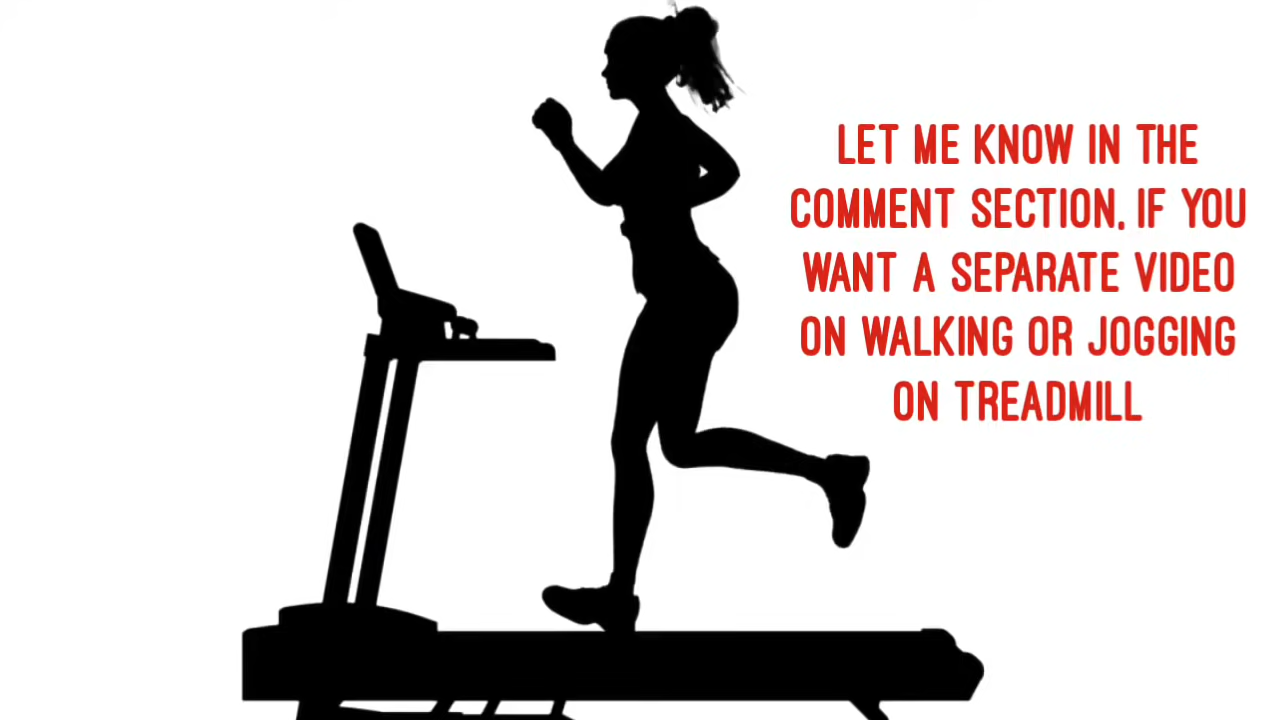 LET ME KNOW IN THE
COMMENT SECTION, IF YOU
WANT A SEPARATE VIDEO
ON WALKING OR JOGGING
ON TREADMILL